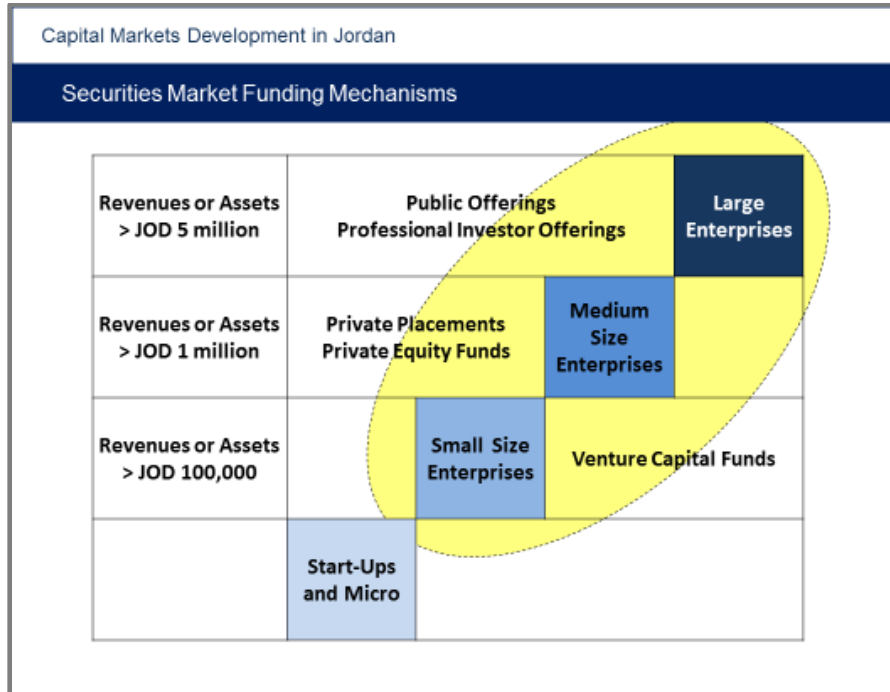 Capital Markets Development in Jordan
Securities Market Funding Mechanisms
Revenues or Assets
> JOD 5 million
Public Offerings
Professional Investor Offerings
Large
Enterprises
Revenues or Assets
> JOD 1 million
Private Placements
Private Equity Funds
Medium
Size
Enterprises
Revenues or Assets
> JOD 100,000
Small Size
Enterprises
Venture Capital Funds
Start-Ups
and Micro